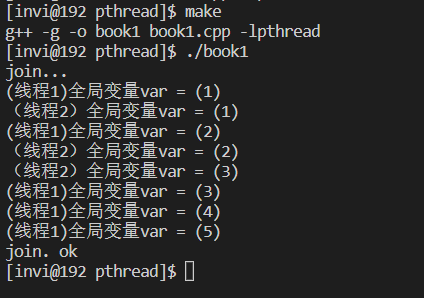 [invi@192 pthread]$ make
g++ -g -o book1 book1.cpp -lpthread
[invi@192 pthread]$ ./book1
join...
(线程1)全局变量var = (1)
（线程2）全局变量var = (1)
(线程1)全局变量var = (2)
（线程2）全局变量var = (2)
（线程2）全局变量var = (3)
(线程1)全局变量var = (3)
(线程1)全局变量var = (4)
(线程1)全局变量var = (5)
join. ok
[invi@192 pthread]$